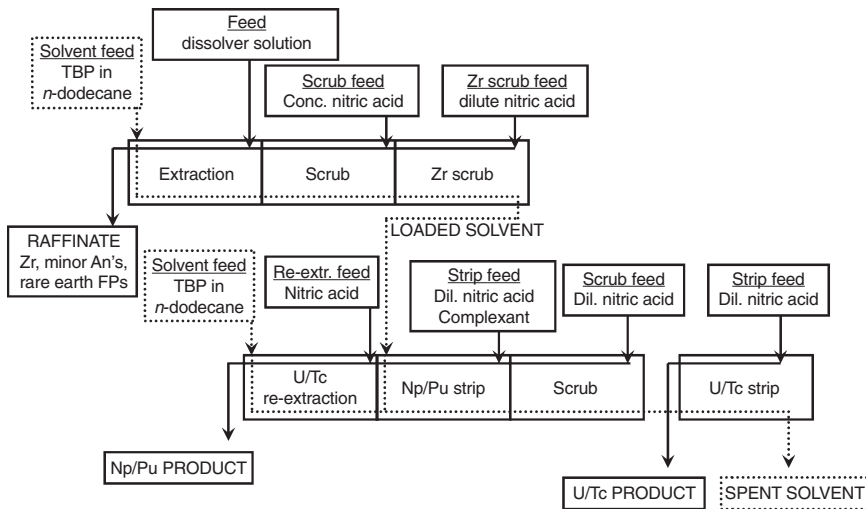 Feed
dissolver solution
Solvent feed
TBP in
n-dodecane
Scrub feed
Conc. nitric acid
Zr scrub feed
dilute nitric acid
Extraction
Scrub
Zr scrub
RAFFINATE
Zr, minor An's,
rare earth FPs
LOADED SOLVENT
Solvent feed
TBP in
n-dodecane
Re-extr. feed
Nitric acid
Strip feed
Dil. nitric acid
Complexant
Scrub feed
Dil. nitric acid
Strip feed
Dil. nitric acid
U/Tc
re-extraction
Np/Pu strip
Scrub
U/Tc strip
Np/Pu PRODUCT
U/Tc PRODUCT
SPENT SOLVENT